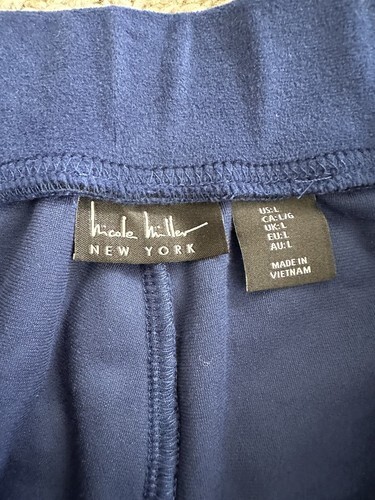 Nicole Miller
NEW YORK
US:L
CA:L/G
UK:L
EU:L
AU:L
MADE IN
VIETNAM